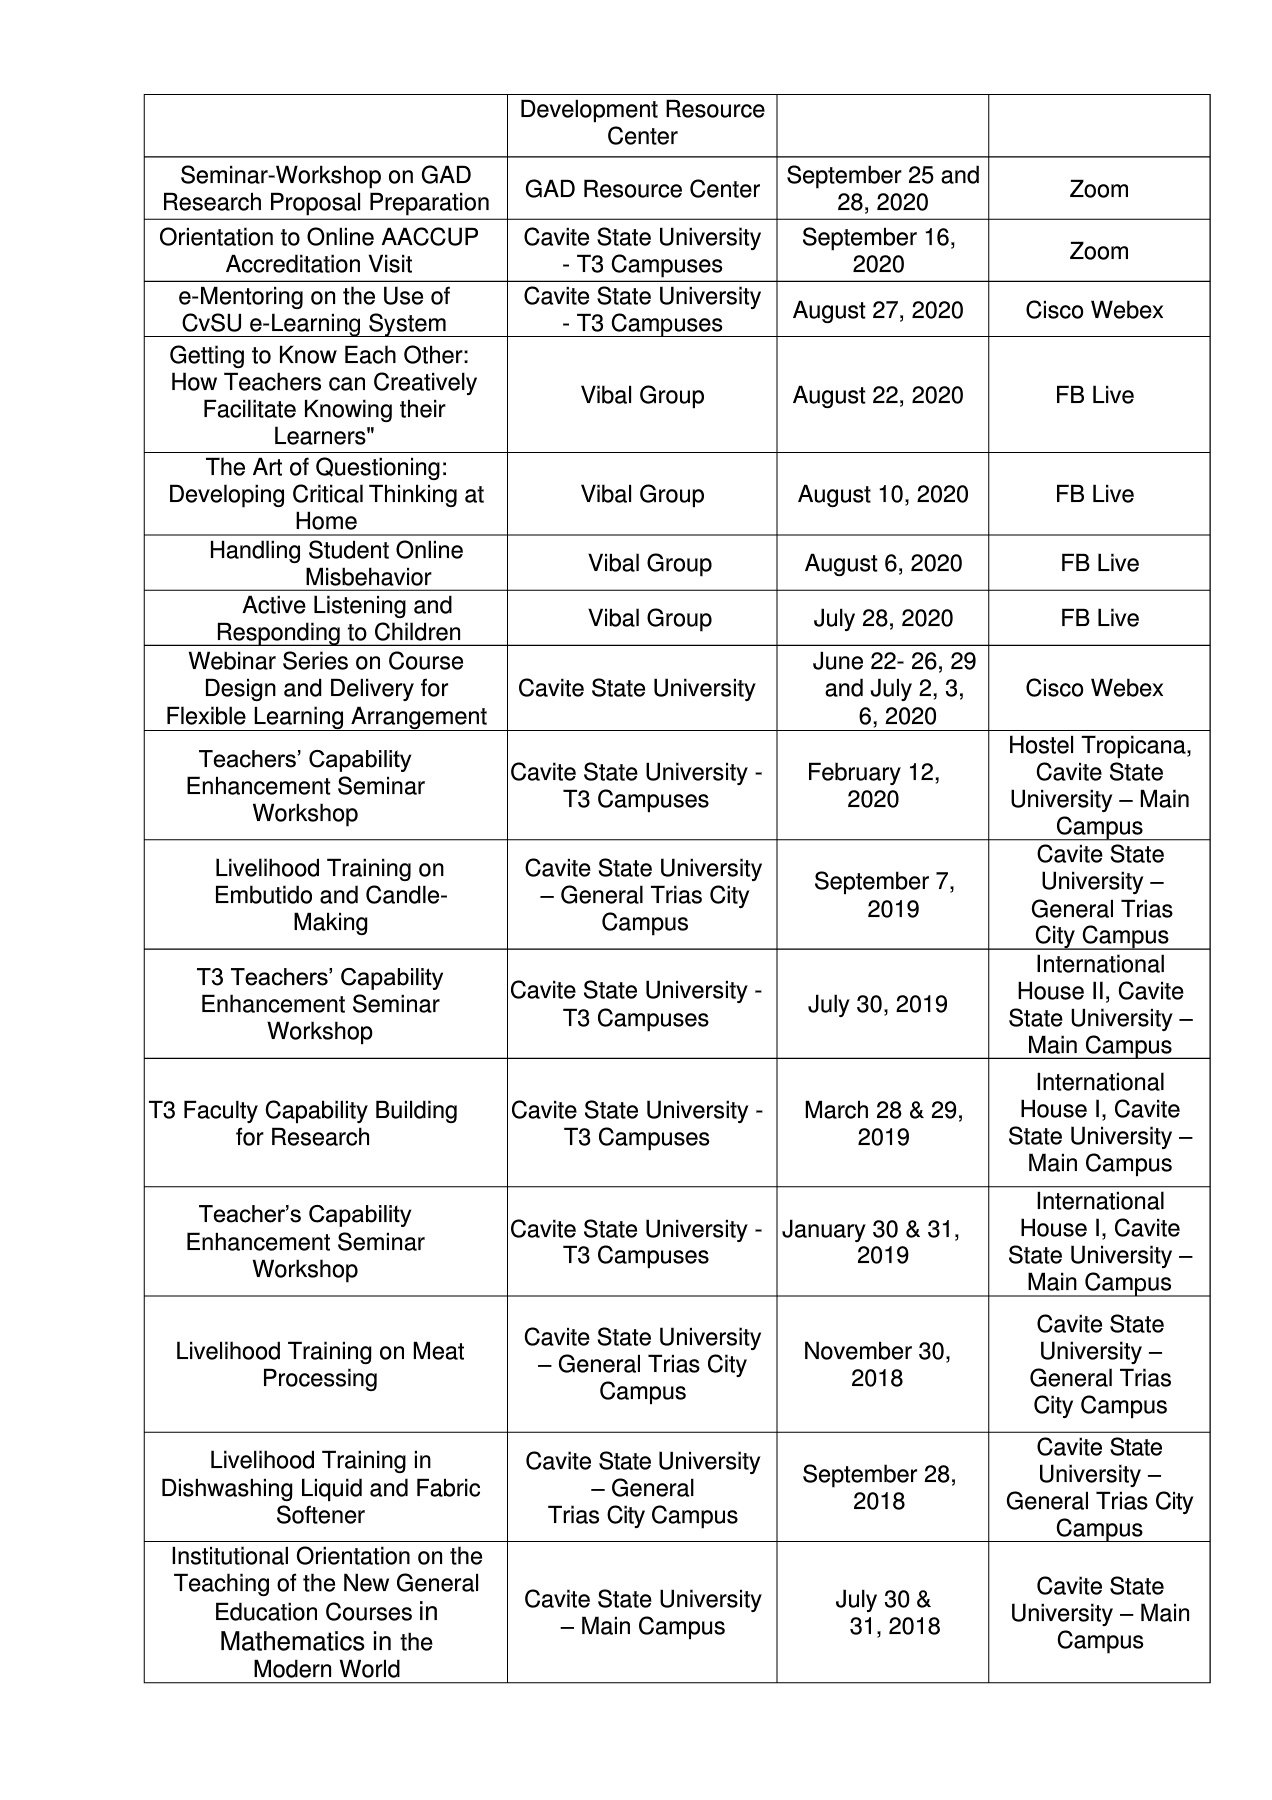 Development Resource
Center
Seminar-Workshop on GAD
Research Proposal Preparation
GAD Resource Center
September 25 and
28, 2020
Zoom
Orientation to Online AACCUP
Accreditation Visit
Cavite State University
- T3 Campuses
September 16,
2020
Zoom
e-Mentoring on the Use of
CvSU e-Learning System
Cavite State University
- T3 Campuses
August 27, 2020
Cisco Webex
Getting to Know Each Other:
How Teachers can Creatively
Facilitate Knowing their
Learners"
Vibal Group
August 22, 2020
FB Live
The Art of Questioning:
Developing Critical Thinking at
Home
Vibal Group
August 10, 2020
FB Live
Handling Student Online
Misbehavior
Vibal Group
August 6, 2020
FB Live
Active Listening and
Responding to Children
Vibal Group
July 28, 2020
FB Live
Webinar Series on Course
Design and Delivery for
Flexible Learning Arrangement
Cavite State University
June 22- 26, 29
and July 2, 3,
6, 2020
Cisco Webex
Teachers’ Capability
Enhancement Seminar
Workshop
Cavite State University -
T3 Campuses
February 12,
2020
Hostel Tropicana,
Cavite State
University – Main
Campus
Livelihood Training on
Embutido and Candle-
Making
Cavite State University
– General Trias City
Campus
September 7,
2019
Cavite State
University –
General Trias
City Campus
T3 Teachers’ Capability
Enhancement Seminar
Workshop
Cavite State University -
T3 Campuses
July 30, 2019
International
House II, Cavite
State University –
Main Campus
T3 Faculty Capability Building
for Research
Cavite State University -
T3 Campuses
March 28 & 29,
2019
International
House I, Cavite
State University –
Main Campus
Teacher’s Capability
Enhancement Seminar
Workshop
Cavite State University -
T3 Campuses
January 30 & 31,
2019
International
House I, Cavite
State University –
Main Campus
Livelihood Training on Meat
Processing
Cavite State University
– General Trias City
Campus
November 30,
2018
Cavite State
University –
General Trias
City Campus
Livelihood Training in
Dishwashing Liquid and Fabric
Softener
Cavite State University
– General
Trias City Campus
September 28,
2018
Cavite State
University –
General Trias City
Campus
Institutional Orientation on the
Teaching of the New General
Education Courses in
Mathematics in the
Modern World
Cavite State University
– Main Campus
July 30 &
31, 2018
Cavite State
University – Main
Campus